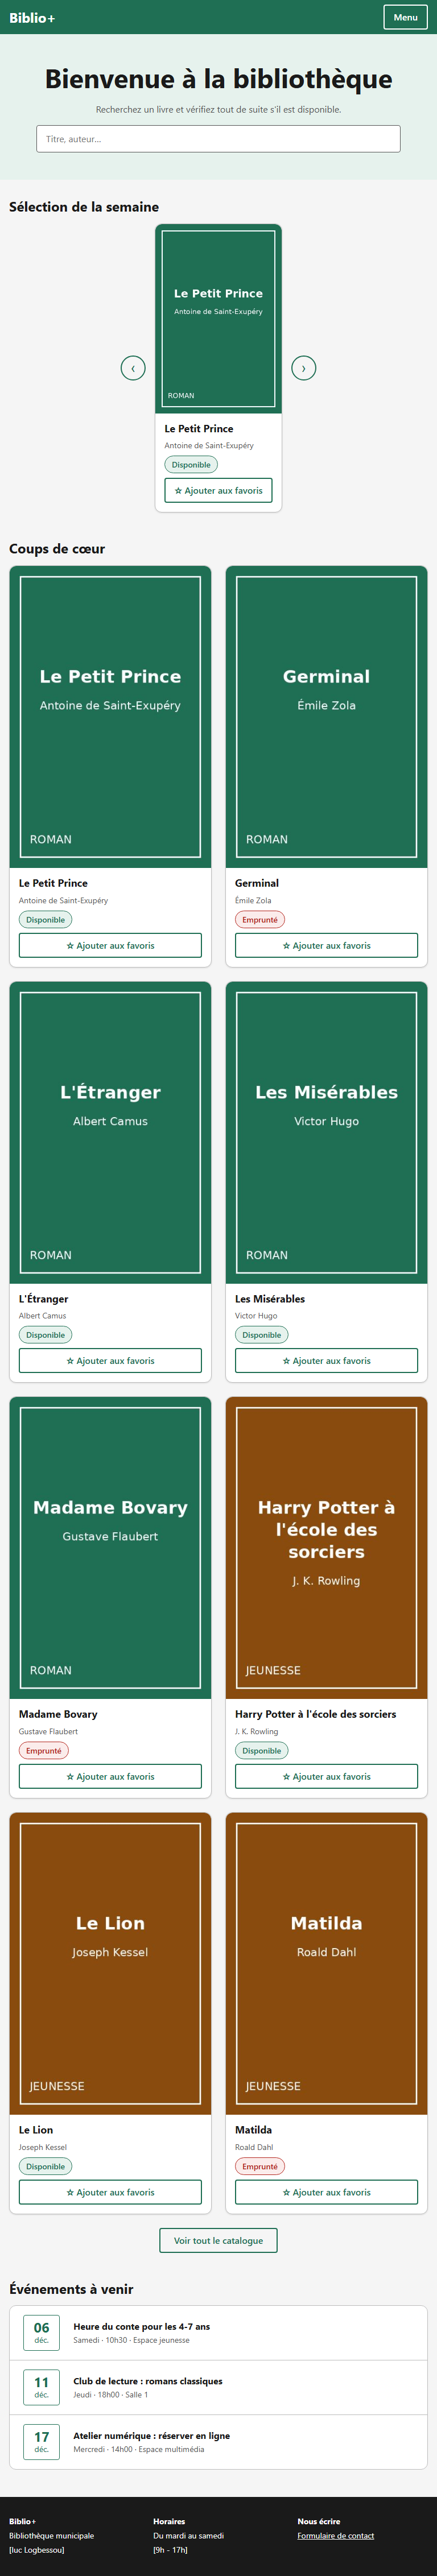 Biblio+
Menu
Bienvenue à la bibliothèque
Recherchez un livre et vérifiez tout de suite s'il est disponible.
Titre, auteur...
Sélection de la semaine
Le Petit Prince
Antoine de Saint-Exupéry
ROMAN
‹
›
Le Petit Prince
Antoine de Saint-Exupéry
Disponible
☆ Ajouter aux favoris
Coups de cœur
Le Petit Prince
Antoine de Saint-Exupéry
ROMAN
Le Petit Prince
Antoine de Saint-Exupéry
Disponible
☆ Ajouter aux favoris
Germinal
Émile Zola
ROMAN
Germinal
Émile Zola
Emprunté
☆ Ajouter aux favoris
L'Étranger
Albert Camus
ROMAN
L'Étranger
Albert Camus
Disponible
☆ Ajouter aux favoris
Les Misérables
Victor Hugo
ROMAN
Les Misérables
Victor Hugo
Disponible
☆ Ajouter aux favoris
Madame Bovary
Gustave Flaubert
ROMAN
Madame Bovary
Gustave Flaubert
Emprunté
☆ Ajouter aux favoris
Harry Potter à
l'école des
sorciers
J. K. Rowling
JEUNESSE
Harry Potter à l'école des sorciers
J. K. Rowling
Disponible
☆ Ajouter aux favoris
Le Lion
Joseph Kessel
JEUNESSE
Le Lion
Joseph Kessel
Disponible
☆ Ajouter aux favoris
Matilda
Roald Dahl
JEUNESSE
Matilda
Roald Dahl
Emprunté
☆ Ajouter aux favoris
Voir tout le catalogue
Événements à venir
06
déc.
Heure du conte pour les 4-7 ans
Samedi · 10h30 · Espace jeunesse
11
déc.
Club de lecture : romans classiques
Jeudi · 18h00 · Salle 1
17
déc.
Atelier numérique : réserver en ligne
Mercredi · 14h00 · Espace multimédia
Biblio+
Bibliothèque municipale
[luc Logbessou]
Horaires
Du mardi au samedi
[9h - 17h]
Nous écrire
Formulaire de contact